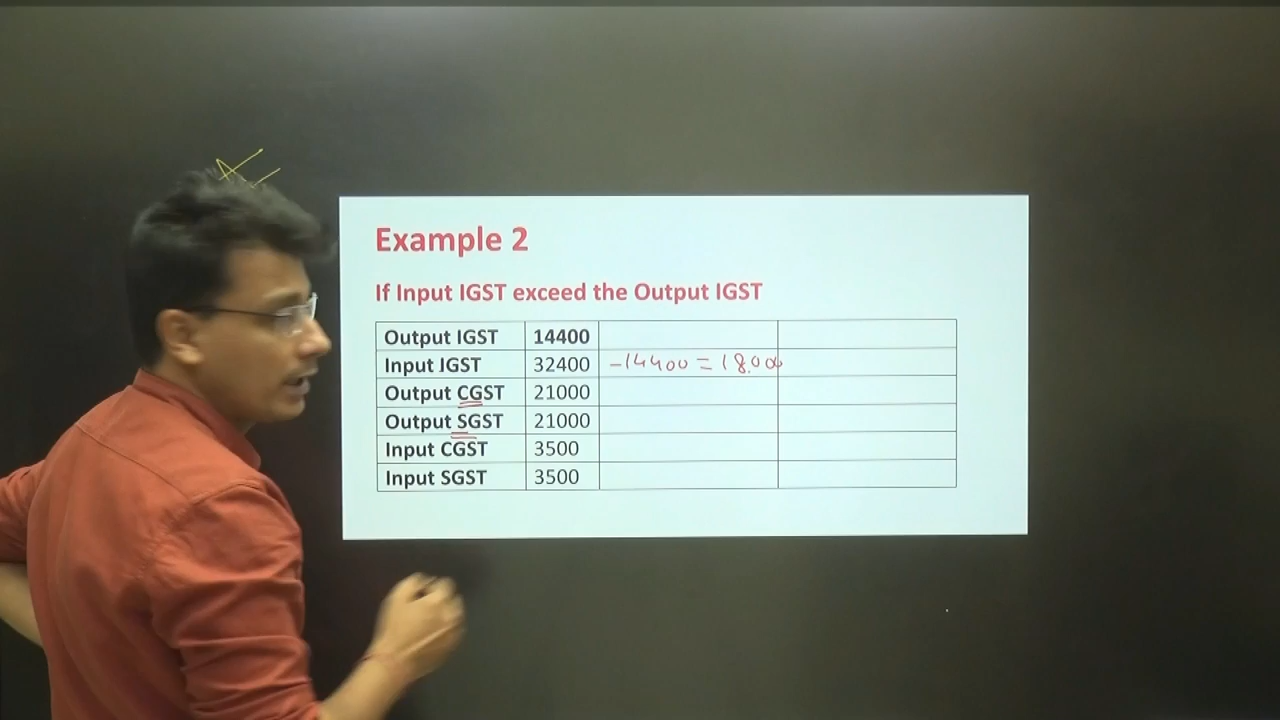 Example 2
If Input IGST exceed the Output IGST
Output IGST 14400
Input IGST 32400 -14400 = 18000
Output CGST 21000
Output SGST 21000
Input CGST 3500
Input SGST 3500